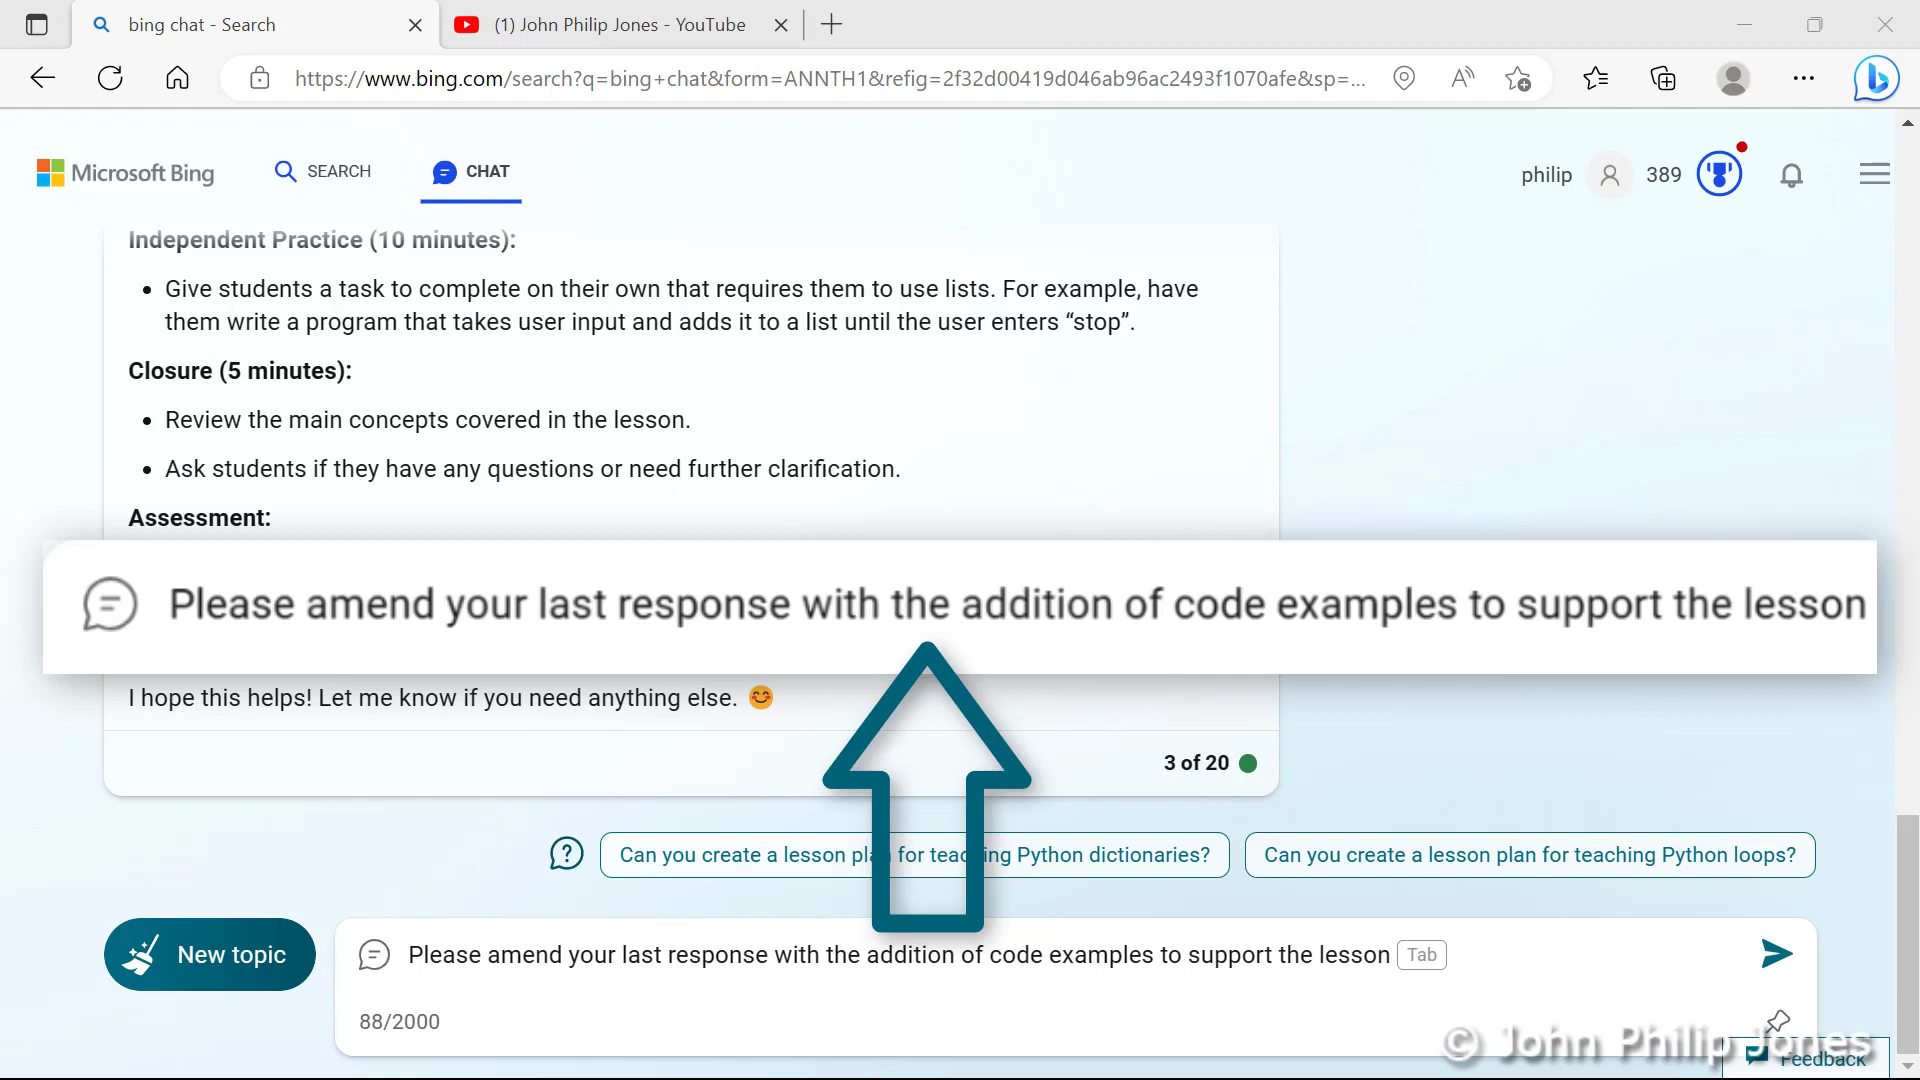 bing chat - Search
(1) John Philip Jones - YouTube
https://www.bing.com/search?q=bing+chat&form=ANNTH1&refig=2f32d00419d046ab96ac2493f1070afe&sp=...
Microsoft Bing
SEARCH
CHAT
philip
389
Independent Practice (10 minutes):
• Give students a task to complete on their own that requires them to use lists. For example, have
them write a program that takes user input and adds it to a list until the user enters “stop”.
Closure (5 minutes):
• Review the main concepts covered in the lesson.
• Ask students if they have any questions or need further clarification.
Assessment:
Please amend your last response with the addition of code examples to support the lesson
I hope this helps! Let me know if you need anything else. 😊
3 of 20
Can you create a lesson plan for teaching Python dictionaries?
Can you create a lesson plan for teaching Python loops?
New topic
Please amend your last response with the addition of code examples to support the lesson Tab
88/2000
© John Philip Jones
Feedback